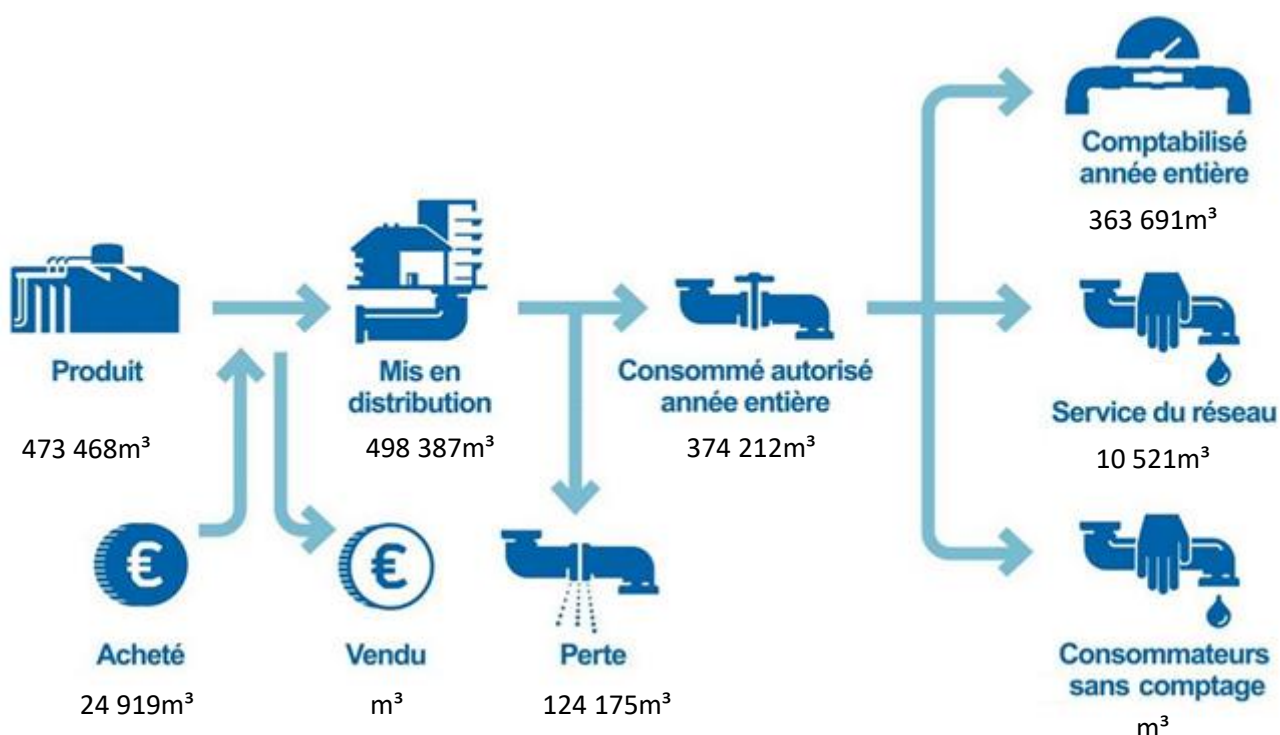 Comptabilisé
année entière
363 691m³
Produit
473 468m³
Mis en
distribution
498 387m³
Consommé autorisé
année entière
374 212m³
Service du réseau
10 521m³
€
Acheté
24 919m³
€
Vendu
m³
Perte
124 175m³
Consommateurs
sans comptage
m³